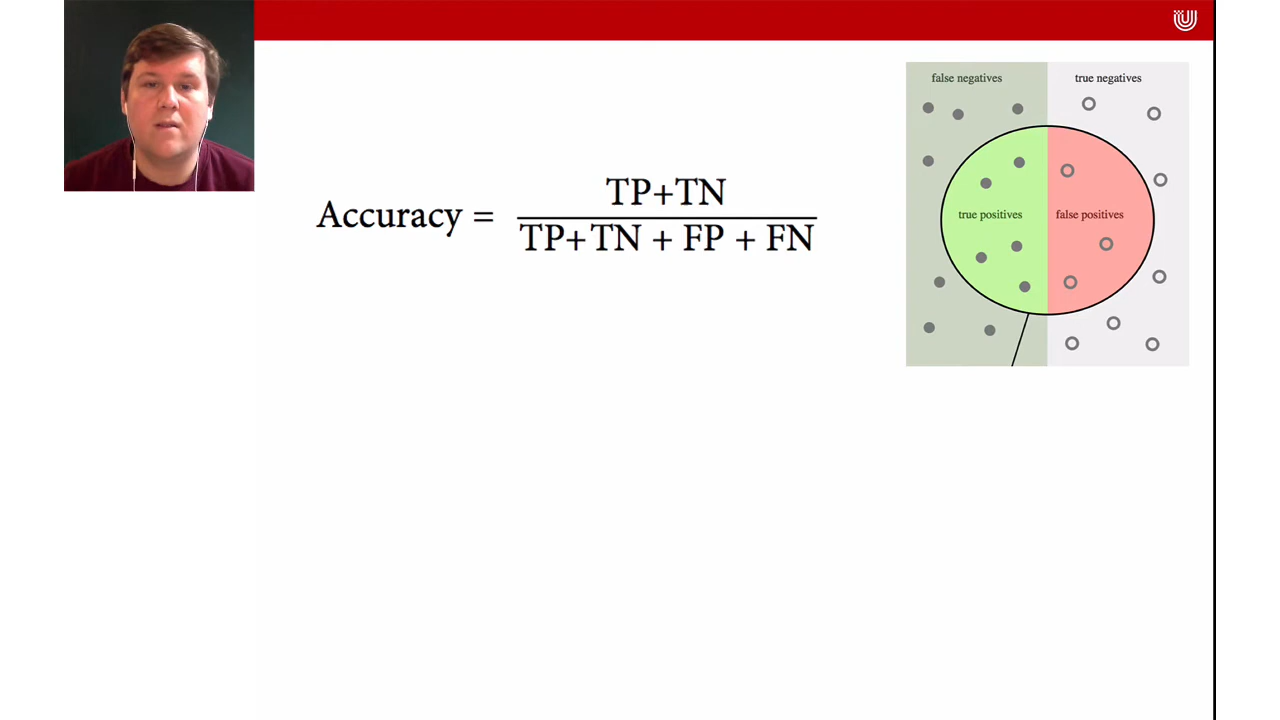 Accuracy = TP+TN
TP+TN + FP + FN
false negatives
true negatives
true positives
false positives